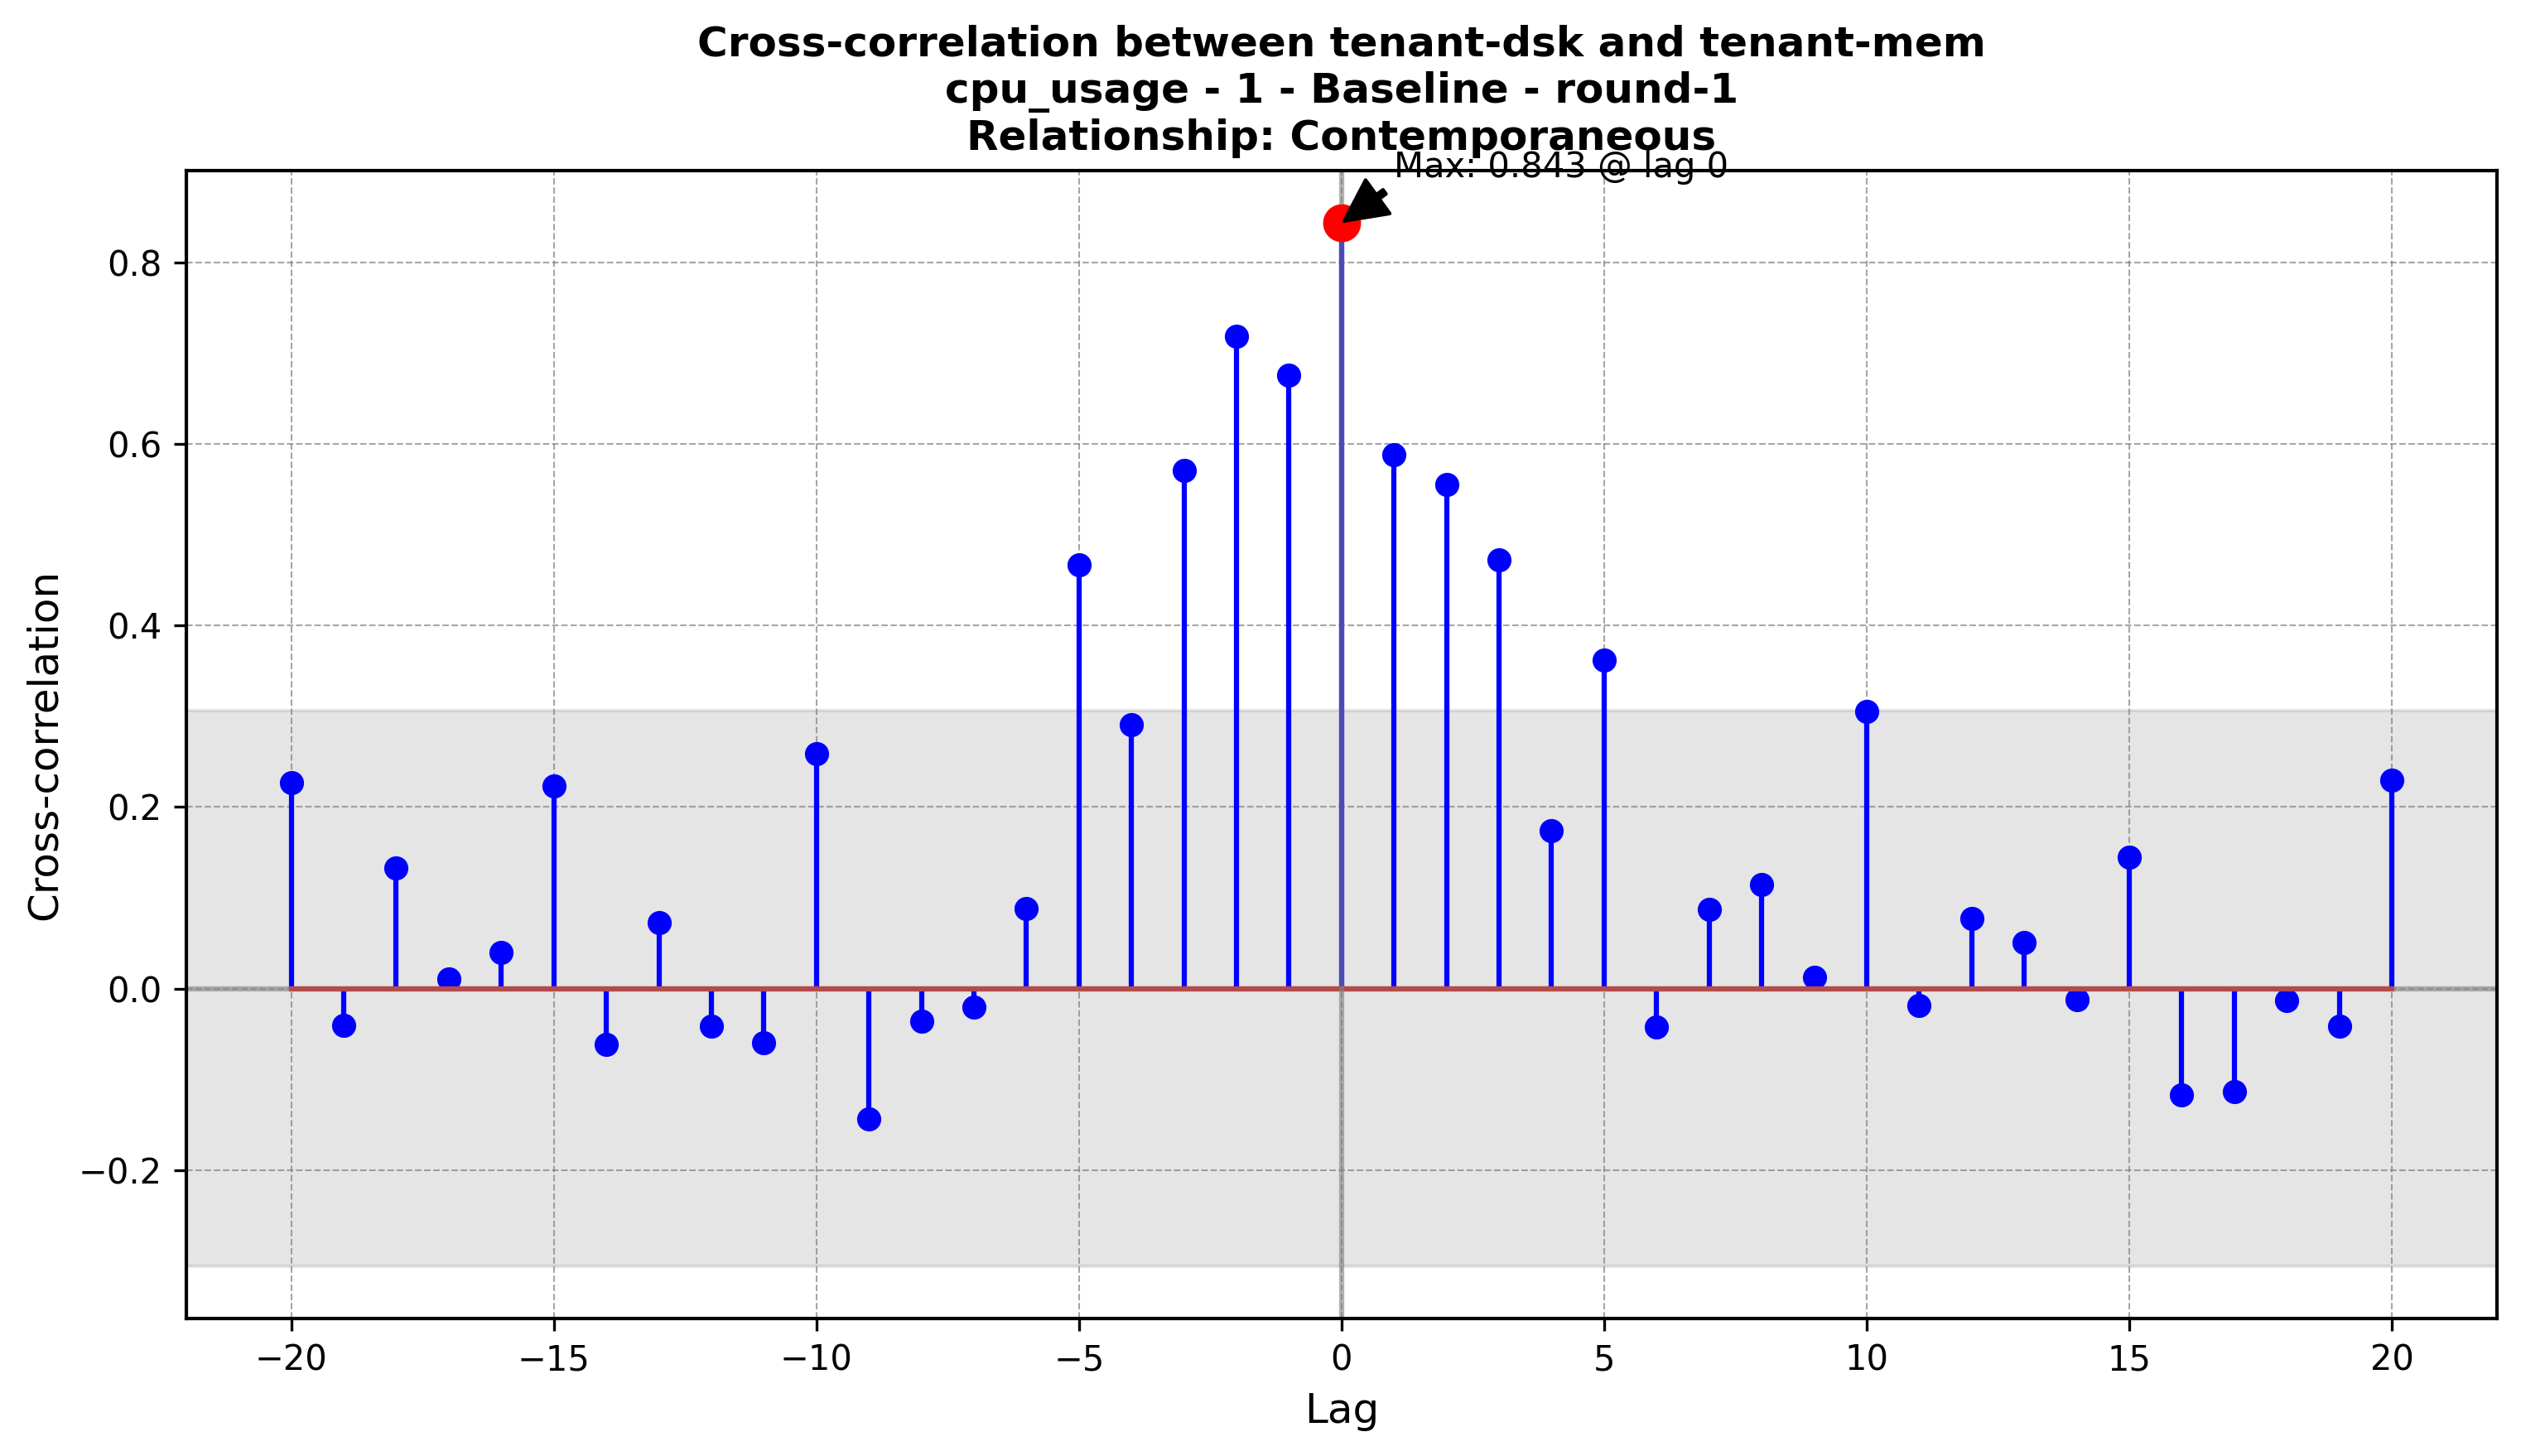 Cross-correlation between tenant-dsk and tenant-mem
cpu_usage - 1 - Baseline - round-1
Relationship: Contemporaneous
Max: 0.843 @ lag 0
0.8
0.6
0.4
0.2
0.0
−0.2
Cross-correlation
−20 −15 −10 −5 0 5 10 15 20
Lag